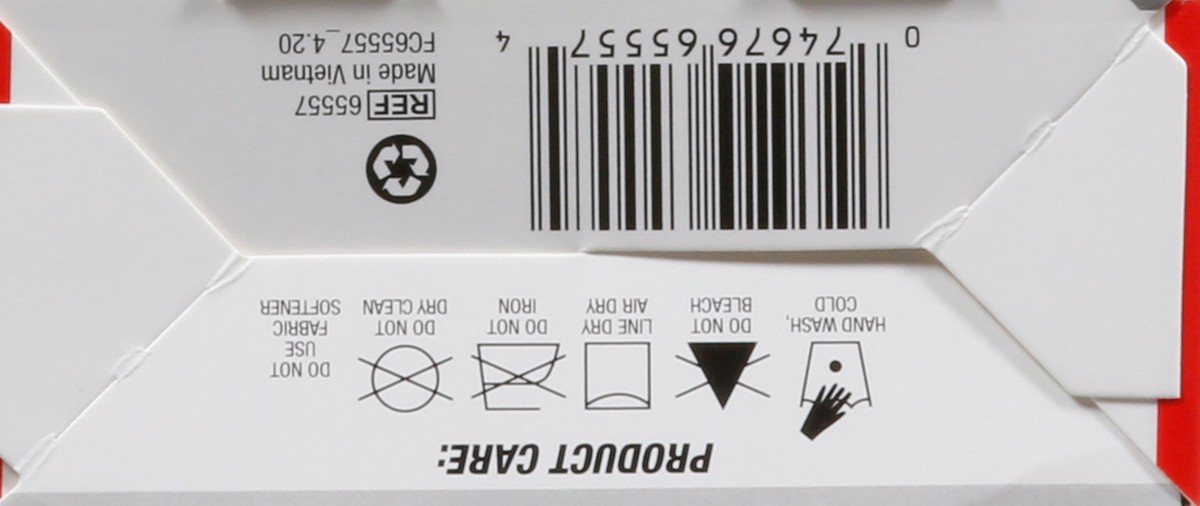 PRODUCT CARE:
HAND WASH,
COLD
DO NOT
BLEACH
LINE DRY
AIR DRY
DO NOT
IRON
DO NOT
DRY CLEAN
DO NOT
USE
FABRIC
SOFTENER
0 74676 65557 4
REF 65557
Made in Vietnam
FC65557_4.20